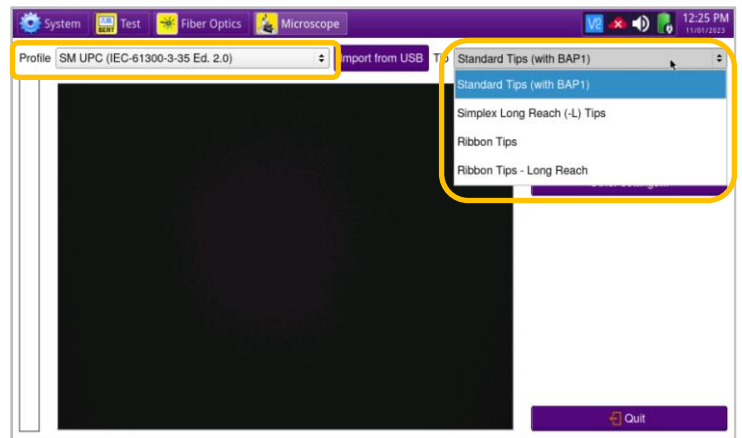 System Test Fiber Optics Microscope 12:25 PM
11/01/2023
BERT
Profile SM UPC (IEC-61300-3-35 Ed. 2.0) Import from USB Standard Tips (with BAP1)
Standard Tips (with BAP1)
Simplex Long Reach (-L) Tips
Ribbon Tips
Ribbon Tips - Long Reach
Quit